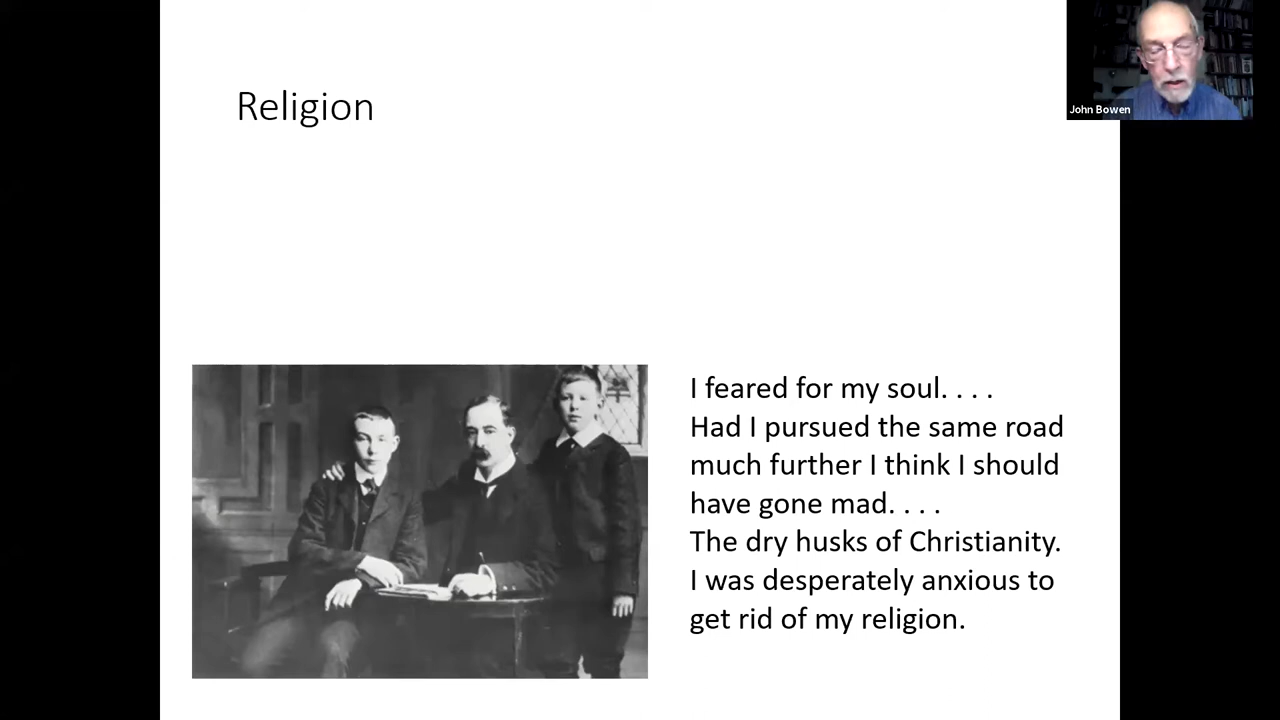 Religion
John Bowen
I feared for my soul. . . .
Had I pursued the same road
much further I think I should
have gone mad. . . .
The dry husks of Christianity.
I was desperately anxious to
get rid of my religion.